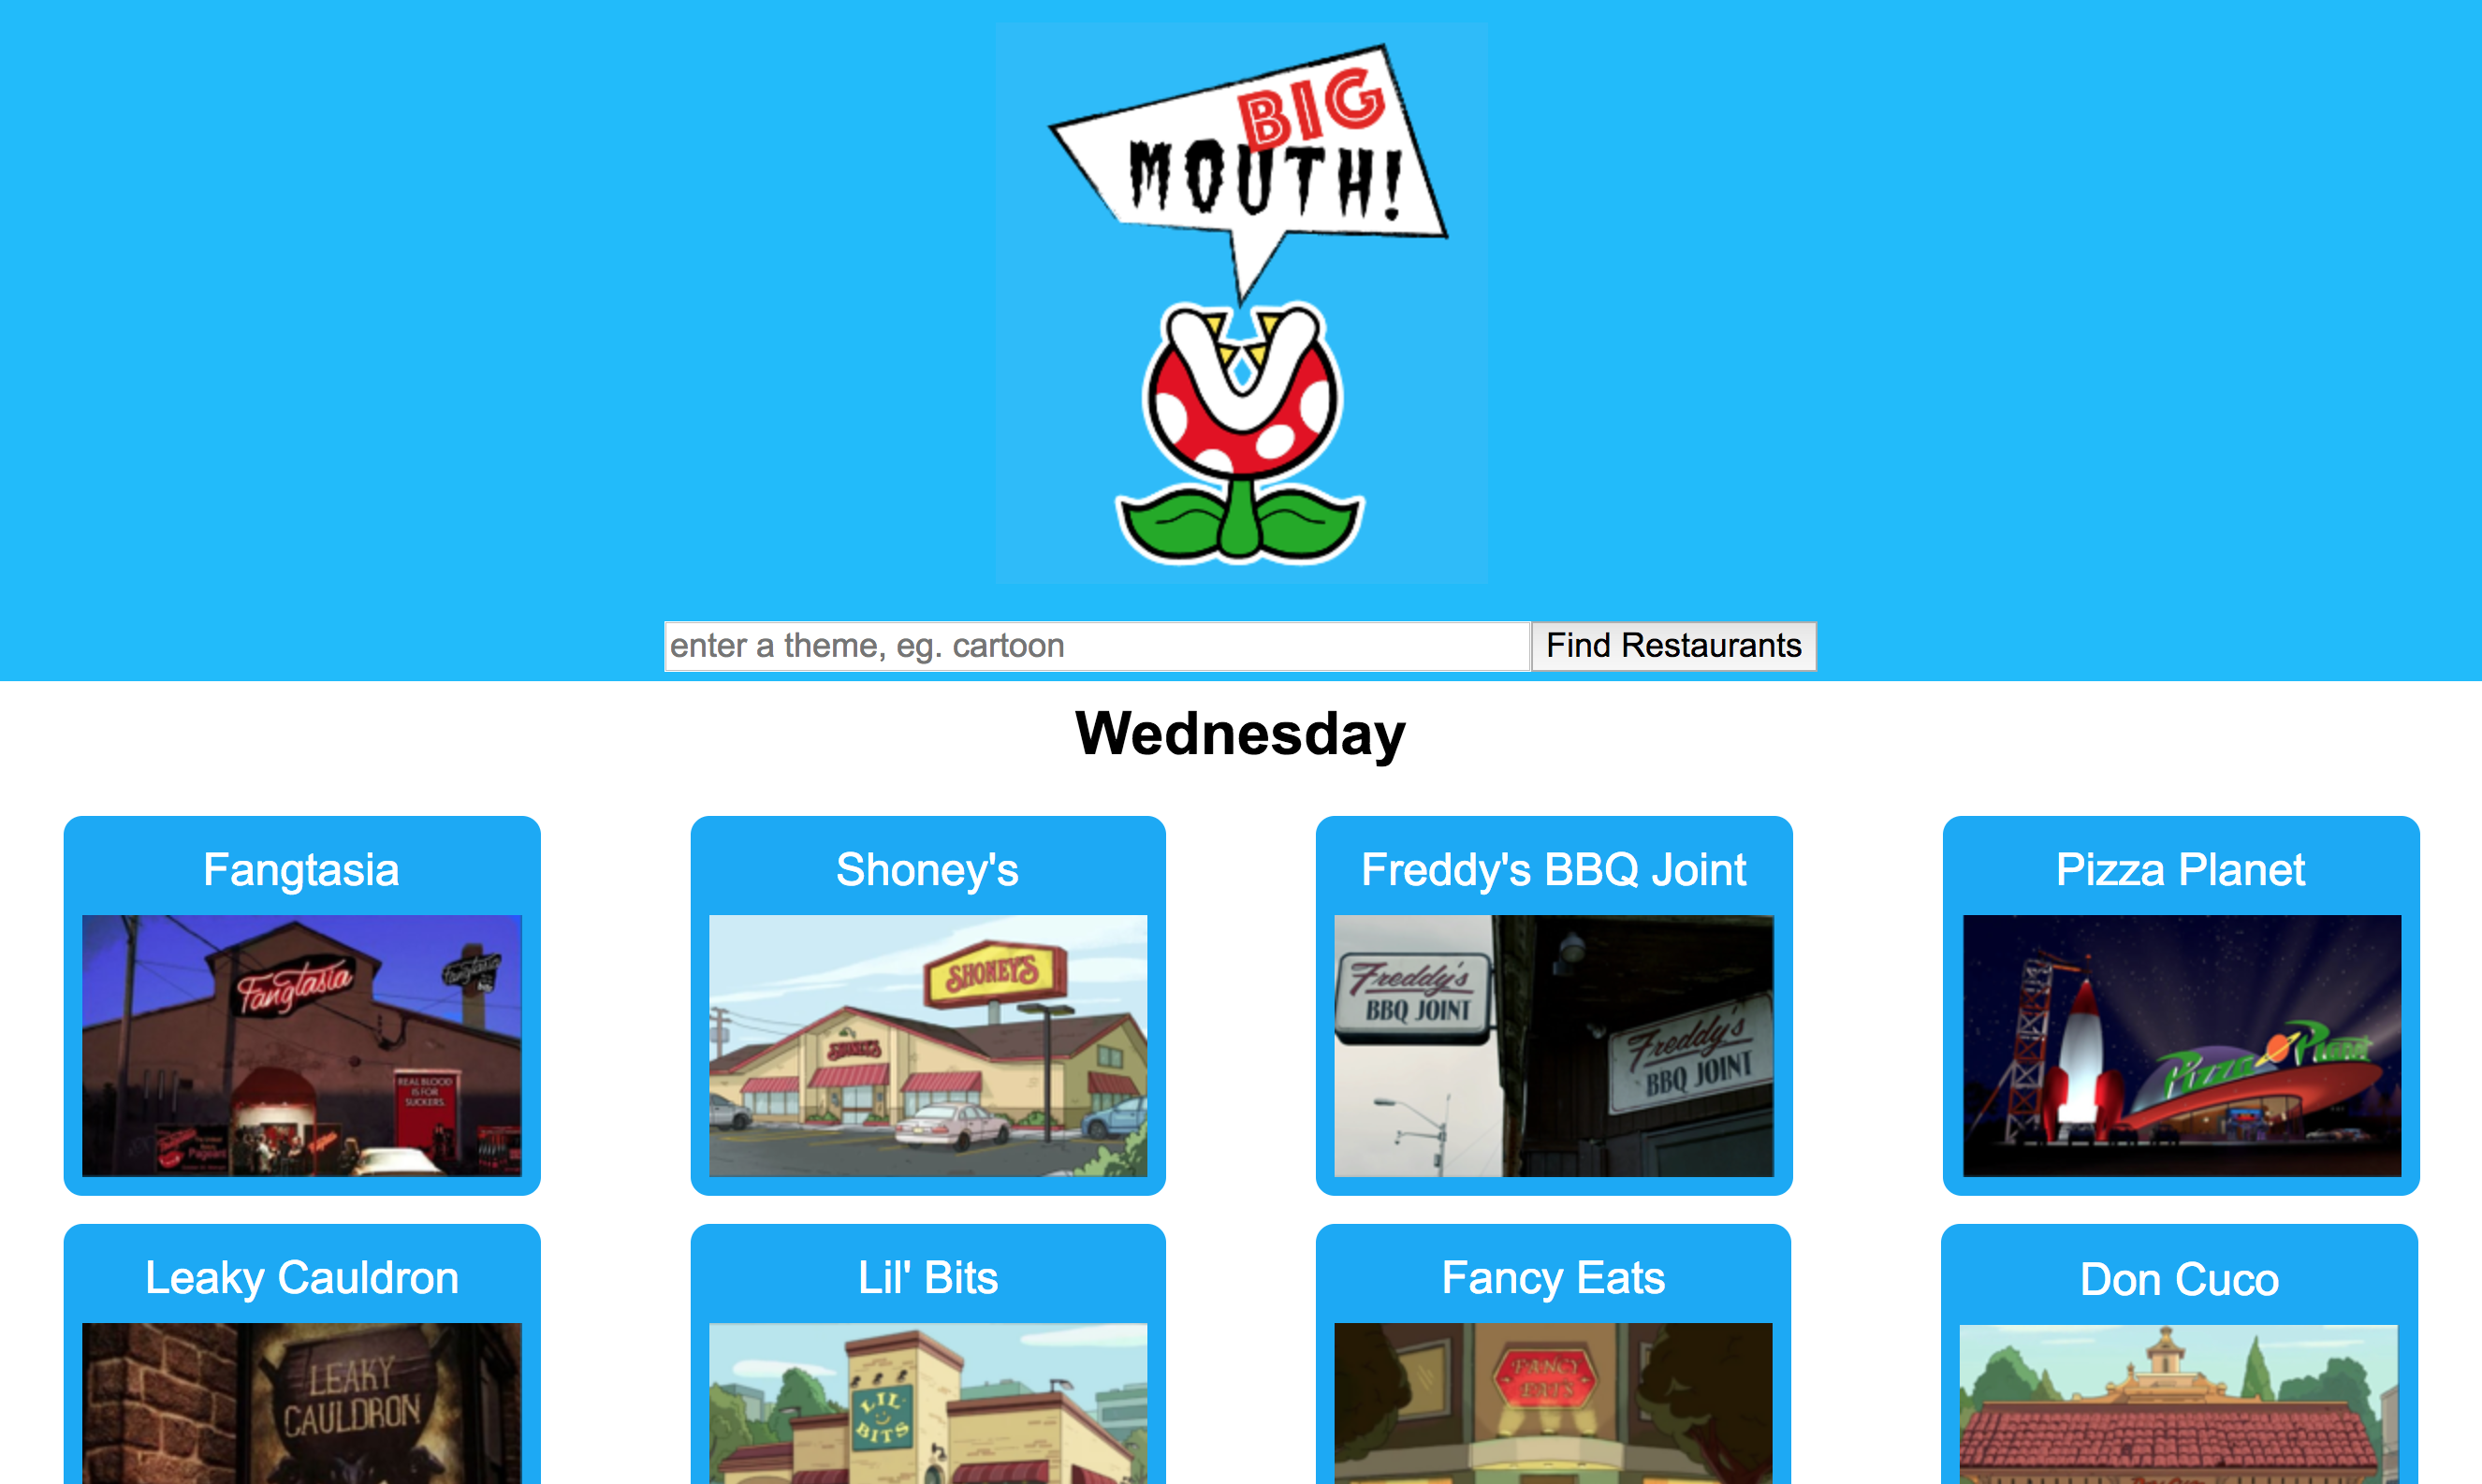 BIG
MOUTH!
enter a theme, eg. cartoon
Find Restaurants
Wednesday
Fangtasia
Shoney's
Freddy's BBQ Joint
Pizza Planet
Fangtasia
Fangtasia
REAL BLOOD
IS FOR
SUCKERS.
SHONEY'S
SHONEY'S
Freddy's
BBQ JOINT
Freddy's
BBQ JOINT
Pizza Planet
Leaky Cauldron
Lil' Bits
Fancy Eats
Don Cuco
LEAKY
CAULDRON
LIL'
BITS
FANCY
EATS